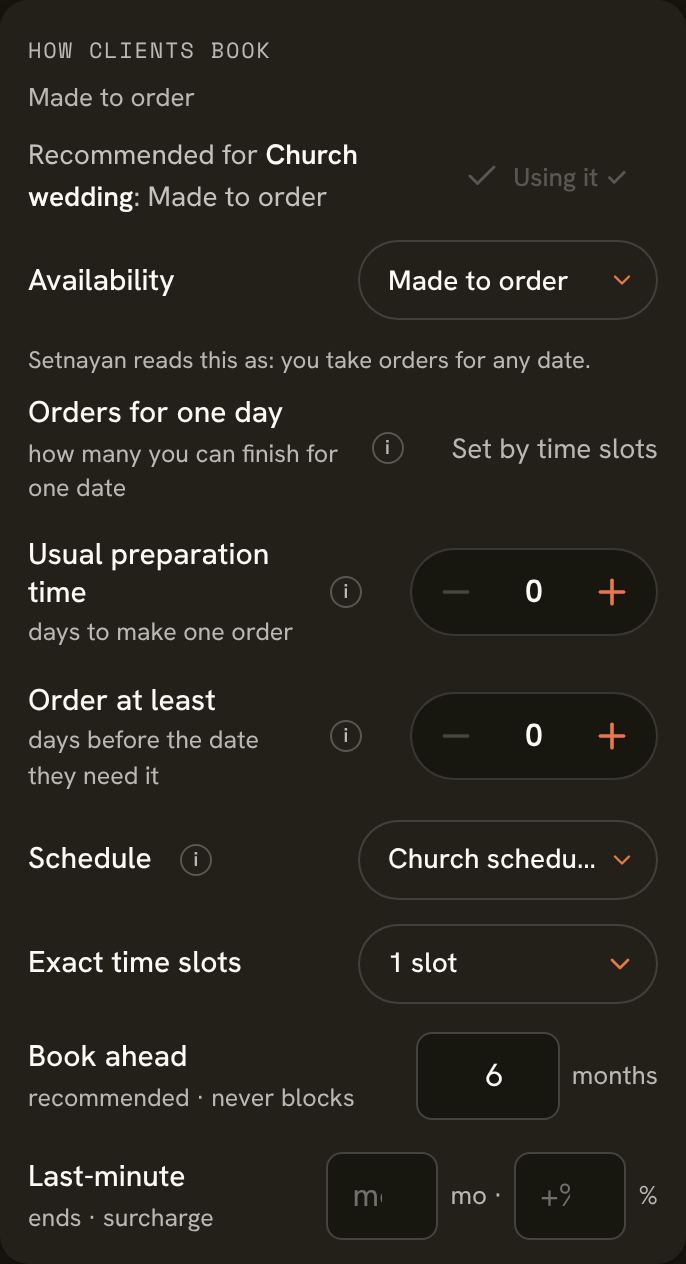 HOW CLIENTS BOOK
Made to order
Recommended for Church
wedding: Made to order
Using it ✓
Availability
Made to order
Setnayan reads this as: you take orders for any date.
Orders for one day
how many you can finish for
one date
i
Set by time slots
Usual preparation
time
days to make one order
i
0
Order at least
days before the date
they need it
i
0
Schedule
i
Church schedu...
Exact time slots
1 slot
Book ahead
recommended · never blocks
6
months
Last-minute
ends · surcharge
mo ·
%